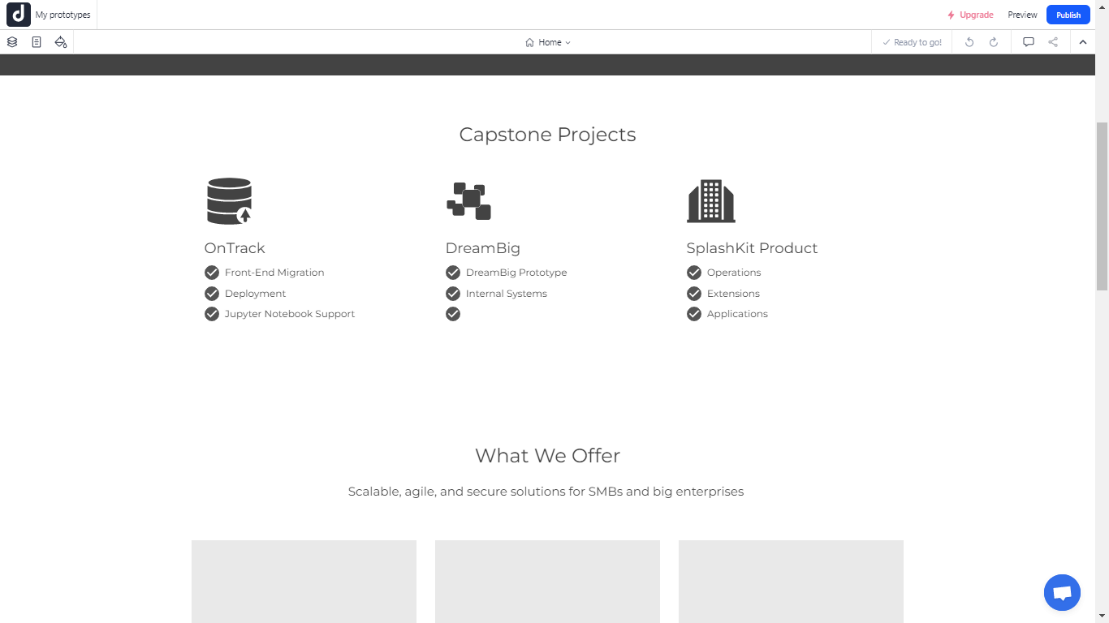 My prototypes
Upgrade
Preview
Publish
Home
Ready to go!
Capstone Projects
OnTrack
Front-End Migration
Deployment
Jupyter Notebook Support
DreamBig
DreamBig Prototype
Internal Systems
SplashKit Product
Operations
Extensions
Applications
What We Offer
Scalable, agile, and secure solutions for SMBs and big enterprises